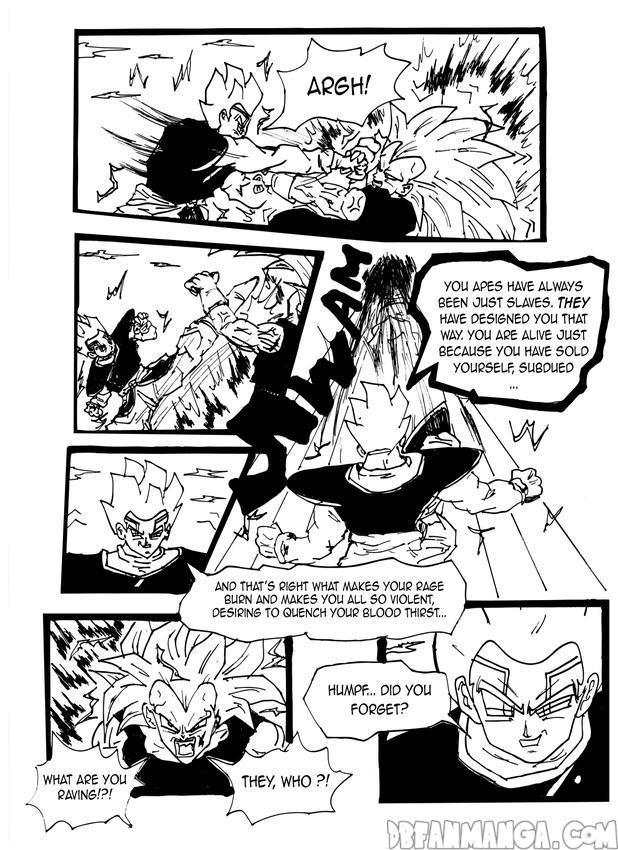 ARGH!
SWAM
YOU APES HAVE ALWAYS
BEEN JUST SLAVES. THEY
HAVE DESIGNED YOU THAT
WAY. YOU ARE ALIVE JUST
BECAUSE YOU HAVE SOLD
YOURSELF, SUBDUED
...
AND THAT'S RIGHT WHAT MAKES YOUR RAGE
BURN AND MAKES YOU ALL SO VIOLENT,
DESIRING TO QUENCH YOUR BLOOD THIRST...
WHAT ARE YOU
RAVING!?!
THEY, WHO ?!
HUMPF... DID YOU
FORGET?
DBFANMANGA.COM